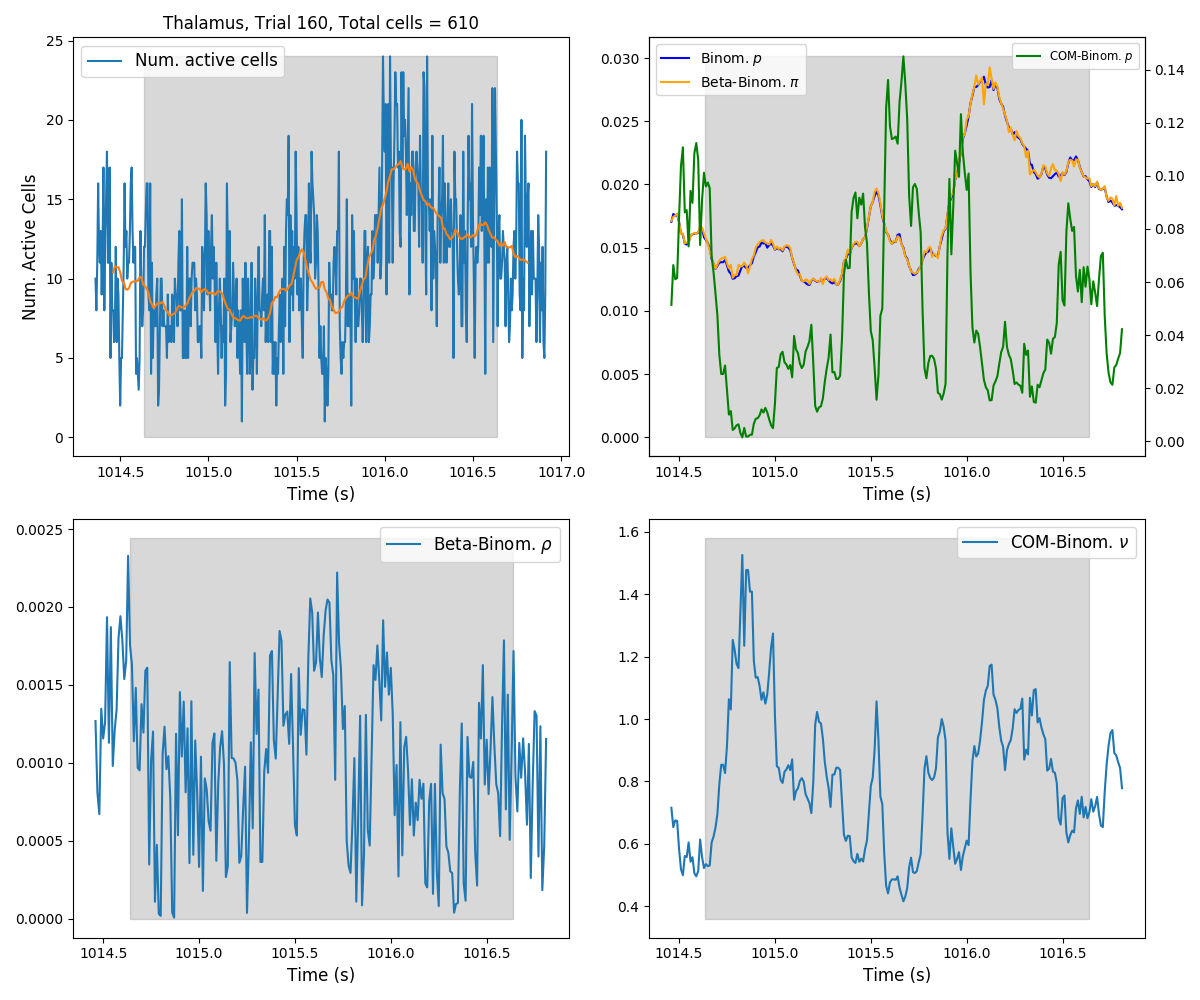 Thalamus, Trial 160, Total cells = 610
Num. active cells
25
20
15
10
5
0
Num. Active Cells
1014.5 1015.0 1015.5 1016.0 1016.5 1017.0
Time (s)
Binom. p
Beta-Binom. π
COM-Binom. p
0.030
0.025
0.020
0.015
0.010
0.005
0.000
0.14
0.12
0.10
0.08
0.06
0.04
0.02
0.00
1014.5 1015.0 1015.5 1016.0 1016.5
Time (s)
Beta-Binom. ρ
0.0025
0.0020
0.0015
0.0010
0.0005
0.0000
1014.5 1015.0 1015.5 1016.0 1016.5
Time (s)
COM-Binom. ν
1.6
1.4
1.2
1.0
0.8
0.6
0.4
1014.5 1015.0 1015.5 1016.0 1016.5
Time (s)